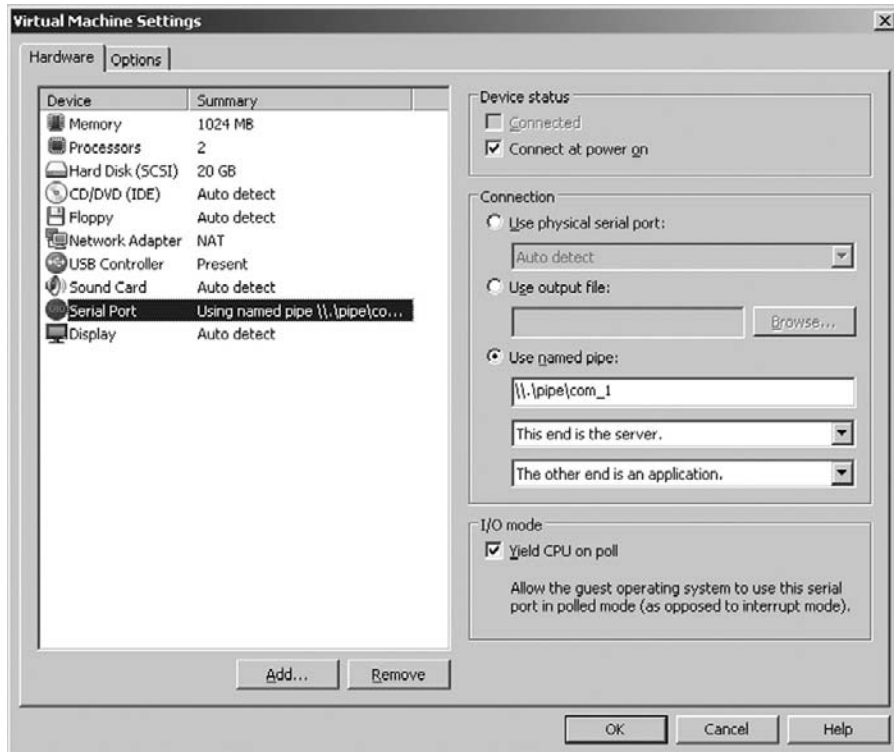 Virtual Machine Settings
Hardware Options
Device Summary
Memory 1024 MB
Processors 2
Hard Disk (SCSI) 20 GB
CD/DVD (IDE) Auto detect
Floppy Auto detect
Network Adapter NAT
USB Controller Present
Sound Card Auto detect
Serial Port Using named pipe \\.\pipe\co...
Display Auto detect
Add... Remove
Device status
Connected
Connect at power on
Connection
Use physical serial port:
Auto detect
Use output file:
Browse...
Use named pipe:
\\.\pipe\com_1
This end is the server.
The other end is an application.
I/O mode
Yield CPU on poll
Allow the guest operating system to use this serial
port in polled mode (as opposed to interrupt mode).
OK Cancel Help